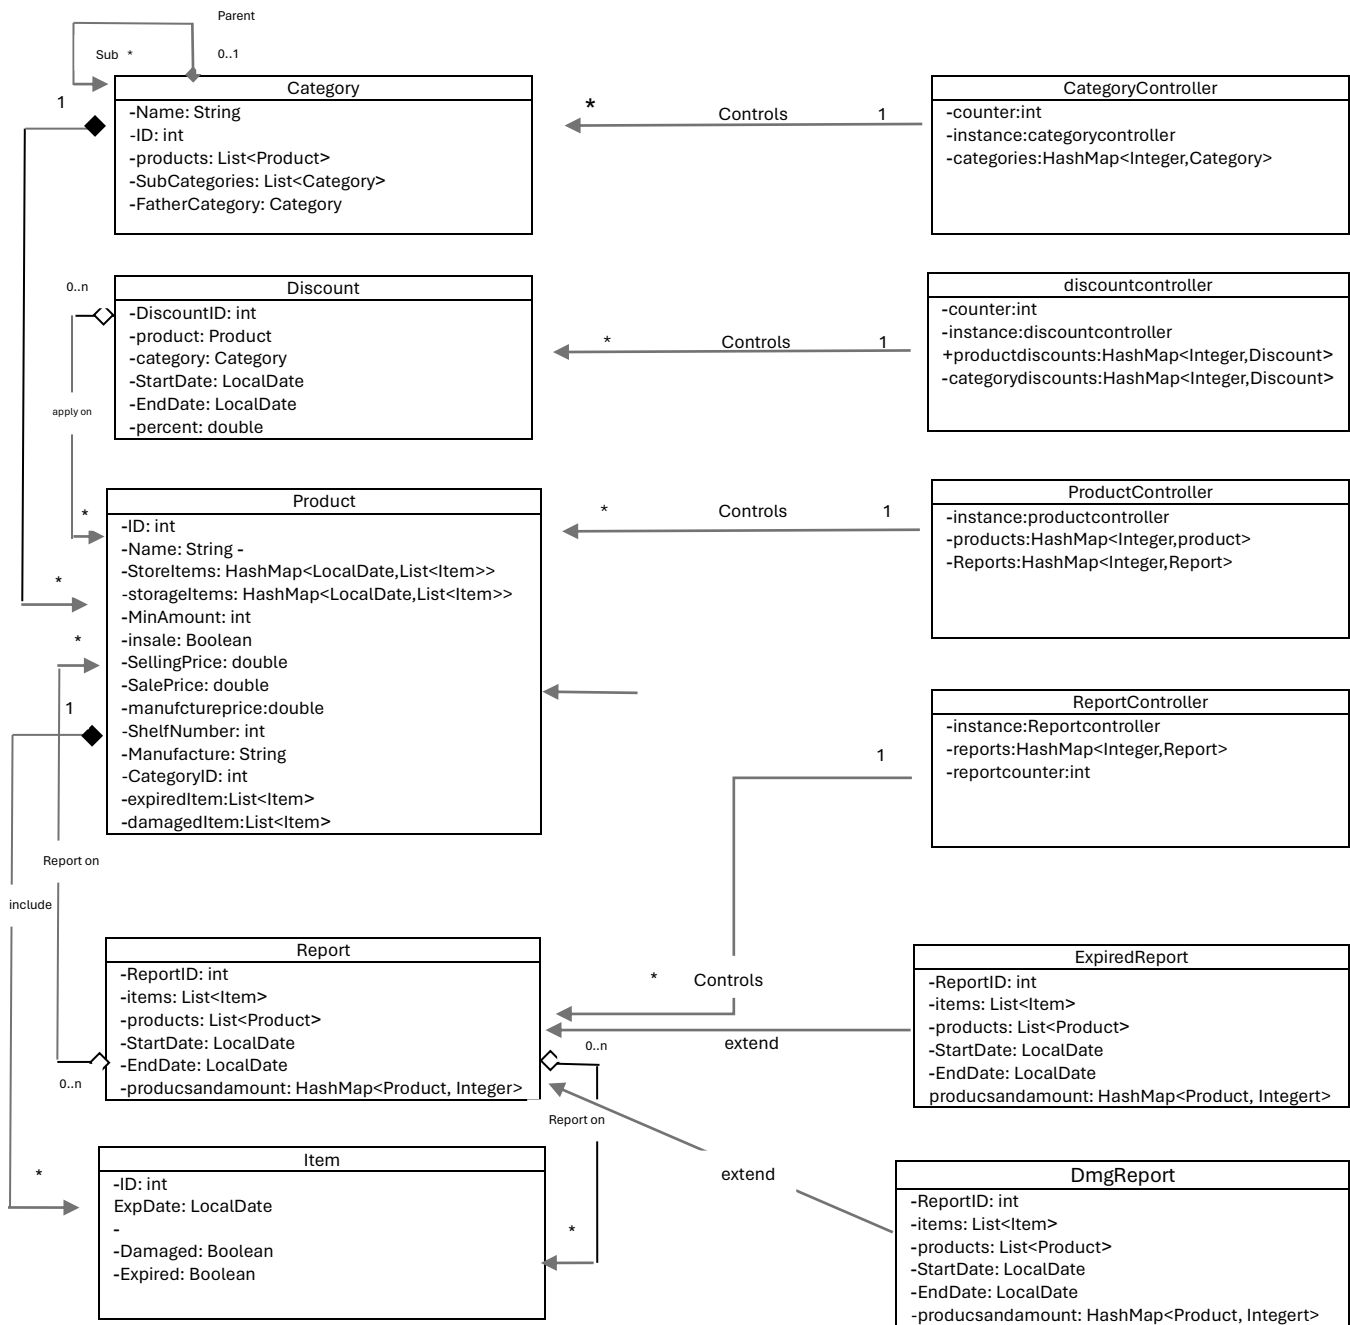 Parent
Sub *
0..1
1
Category
-Name: String
-ID: int
-products: List<Product>
-SubCategories: List<Category>
-FatherCategory: Category
*
Controls
1
CategoryController
-counter:int
-instance:categorycontroller
-categories:HashMap<Integer,Category>
0..n
apply on
*
Discount
-DiscountID: int
-product: Product
-category: Category
-StartDate: LocalDate
-EndDate: LocalDate
-percent: double
*
Controls
1
discountcontroller
-counter:int
-instance:discountcontroller
+productdiscounts:HashMap<Integer,Discount>
-categorydiscounts:HashMap<Integer,Discount>
*
*
1
Product
-ID: int
-Name: String -
-StoreItems: HashMap<LocalDate,List<Item>>
-storageItems: HashMap<LocalDate,List<Item>>
-MinAmount: int
-insale: Boolean
-SellingPrice: double
-SalePrice: double
-manufctureprice:double
-ShelfNumber: int
-Manufacture: String
-CategoryID: int
-expiredItem:List<Item>
-damagedItem:List<Item>
*
Controls
1
ProductController
-instance:productcontroller
-products:HashMap<Integer,product>
-Reports:HashMap<Integer,Report>
1
ReportController
-instance:Reportcontroller
-reports:HashMap<Integer,Report>
-reportcounter:int
Report on
include
0..n
Report
-ReportID: int
-items: List<Item>
-products: List<Product>
-StartDate: LocalDate
-EndDate: LocalDate
-producsandamount: HashMap<Product, Integer>
*
Controls
extend
0..n
Report on
ExpiredReport
-ReportID: int
-items: List<Item>
-products: List<Product>
-StartDate: LocalDate
-EndDate: LocalDate
producsandamount: HashMap<Product, Integert>
*
Item
-ID: int
ExpDate: LocalDate
-
-Damaged: Boolean
-Expired: Boolean
*
extend
DmgReport
-ReportID: int
-items: List<Item>
-products: List<Product>
-StartDate: LocalDate
-EndDate: LocalDate
-producsandamount: HashMap<Product, Integert>